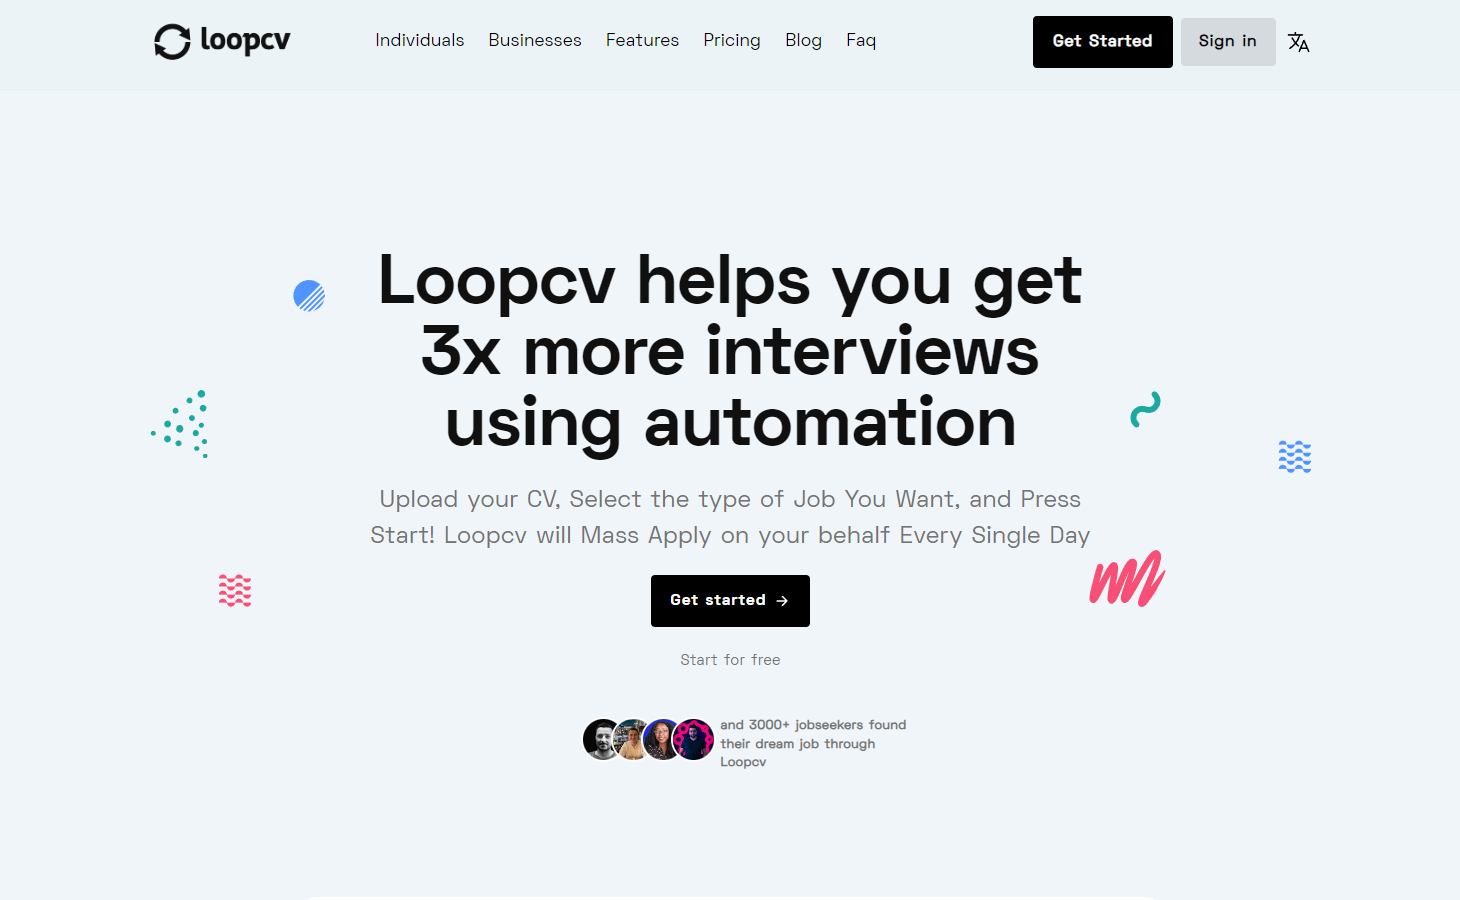 loopcv
Individuals Businesses Features Pricing Blog Faq
Get Started Sign in
Loopcv helps you get
3x more interviews
using automation
Upload your CV, Select the type of Job You Want, and Press
Start! Loopcv will Mass Apply on your behalf Every Single Day
Get started →
Start for free
and 3000+ jobseekers found
their dream job through
Loopcv